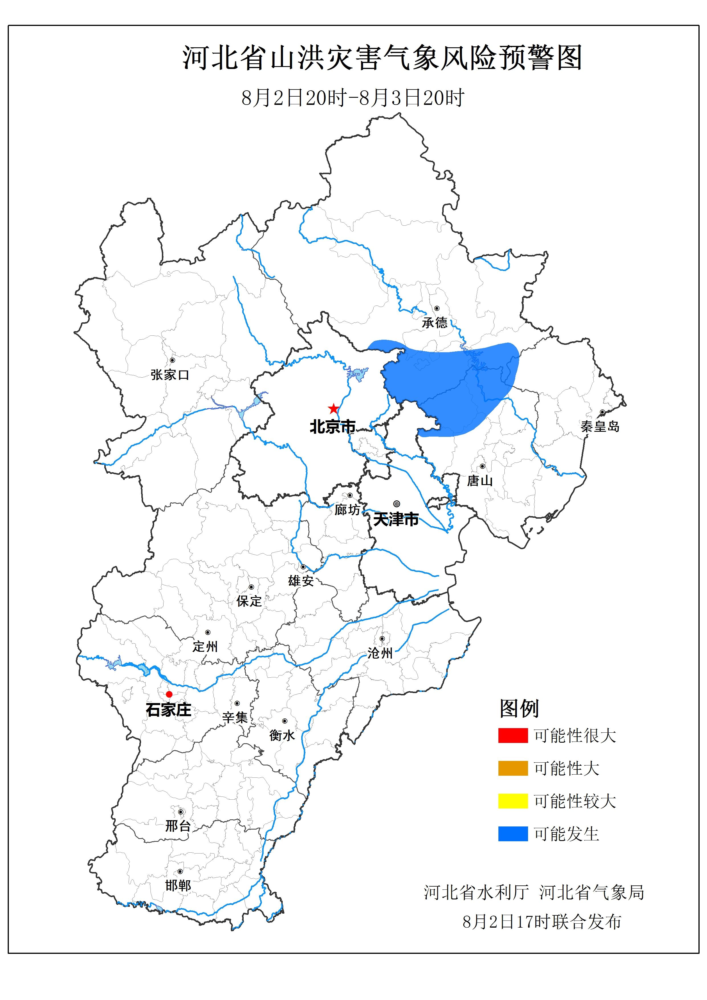 河北省山洪灾害气象风险预警图
8月2日20时-8月3日20时
承德
张家口
北京市
秦皇岛
唐山
廊坊
天津市
雄安
保定
定州
沧州
石家庄
辛集
衡水
邢台
邯郸
图例
可能性很大
可能性大
可能性较大
可能发生
河北省水利厅 河北省气象局
8月2日17时联合发布